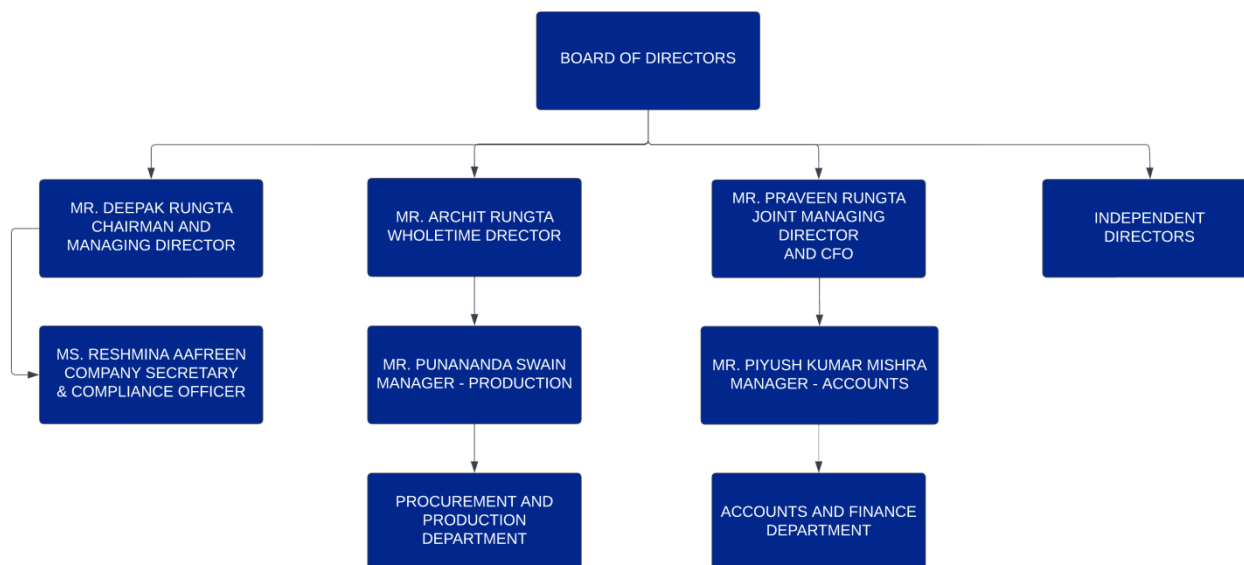 BOARD OF DIRECTORS
MR. DEEPAK RUNGTA
CHAIRMAN AND
MANAGING DIRECTOR
MR. ARCHIT RUNGTA
WHOLETIME DRECTOR
MR. PRAVEEN RUNGTA
JOINT MANAGING
DIRECTOR
AND CFO
INDEPENDENT
DIRECTORS
MS. RESHMINA AAFREEN
COMPANY SECRETARY
& COMPLIANCE OFFICER
MR. PUNANANDA SWAIN
MANAGER - PRODUCTION
MR. PIYUSH KUMAR MISHRA
MANAGER - ACCOUNTS
PROCUREMENT AND
PRODUCTION
DEPARTMENT
ACCOUNTS AND FINANCE
DEPARTMENT